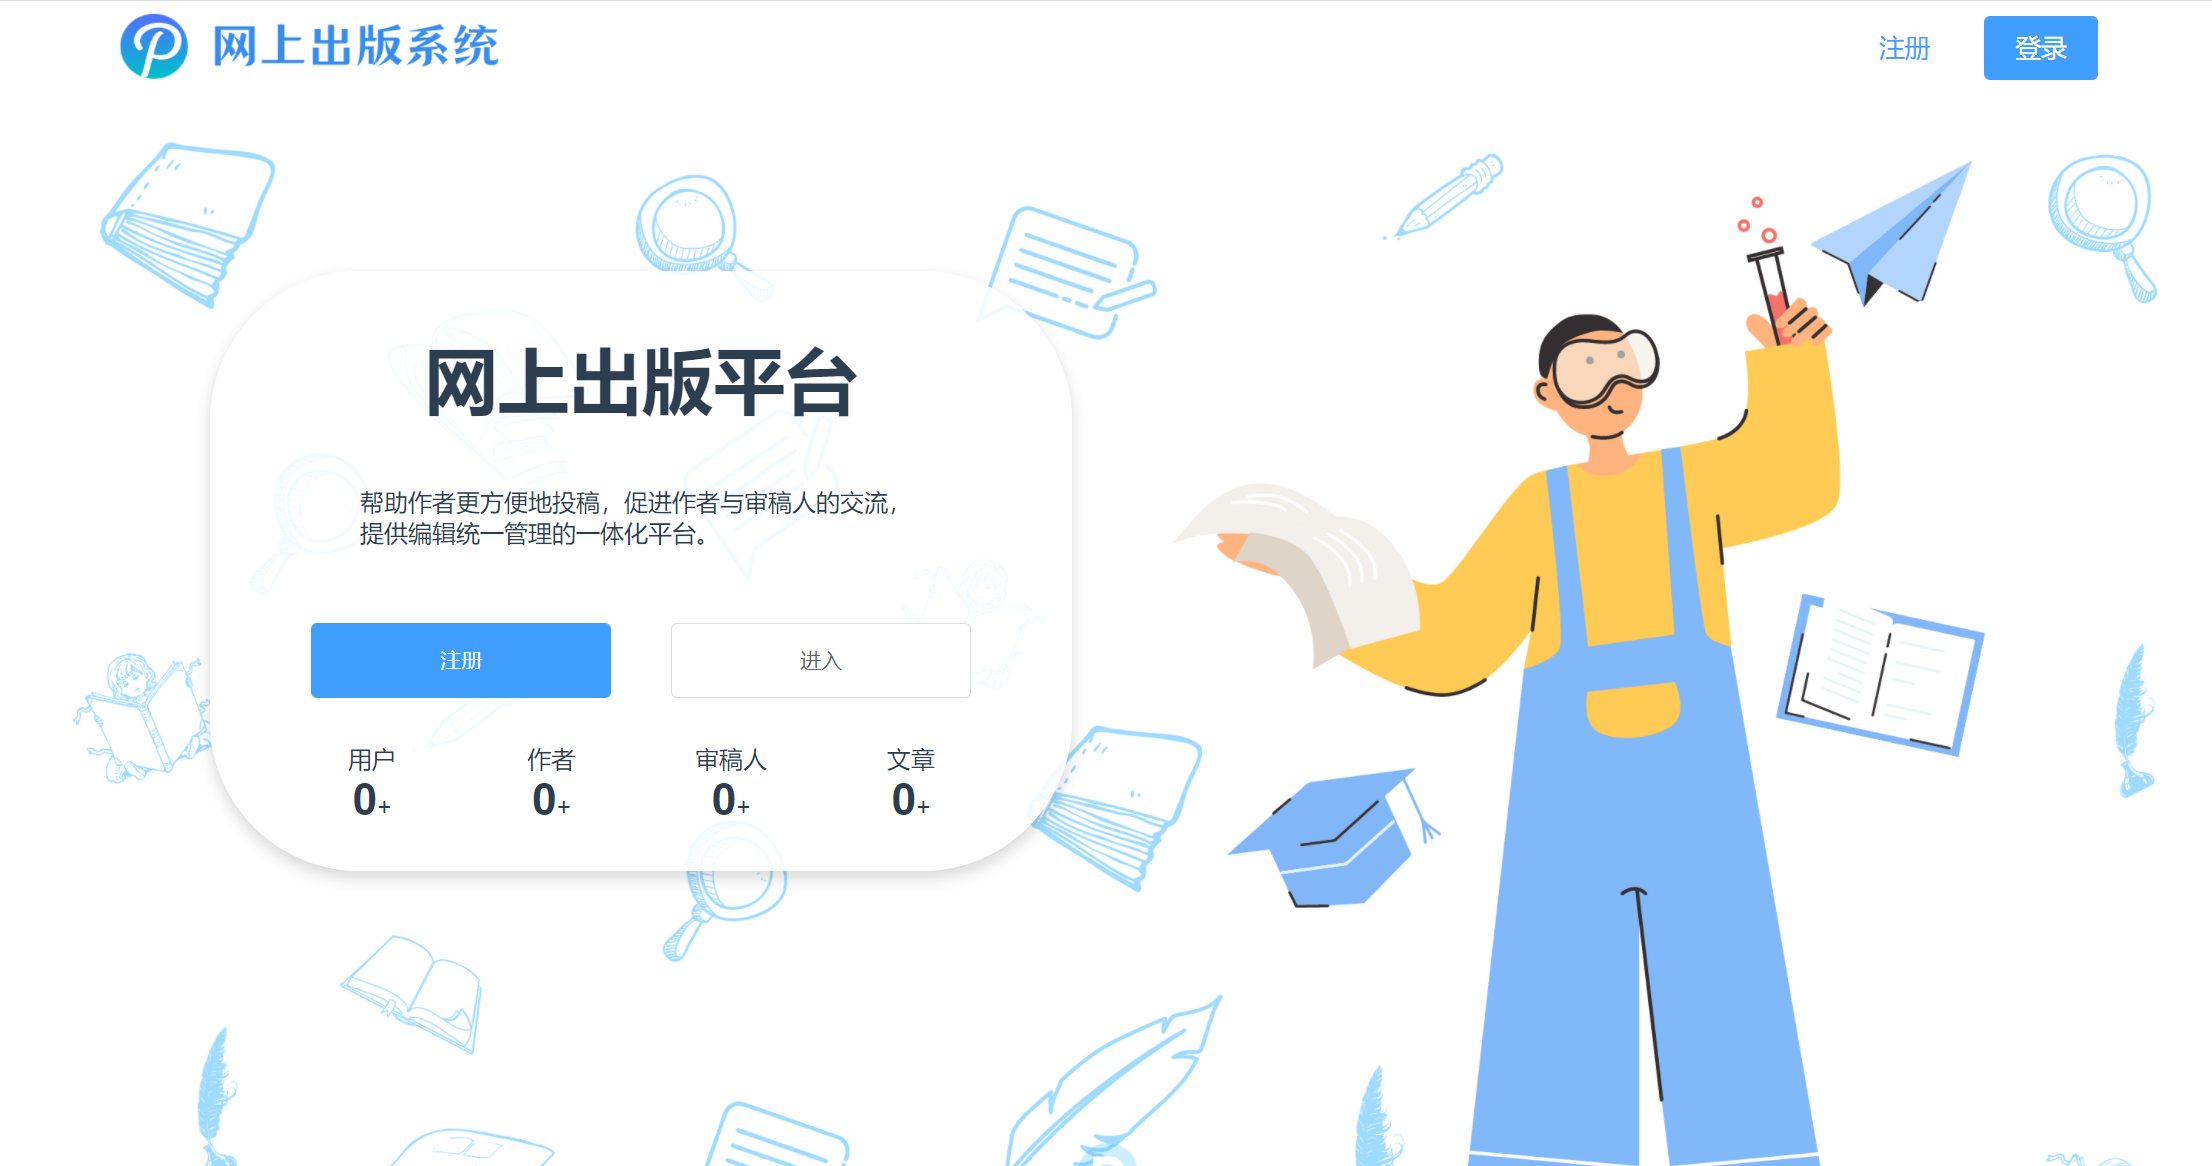 网上出版系统
注册
登录
网上出版平台
帮助作者更方便地投稿，促进作者与审稿人的交流，
提供编辑统一管理的一体化平台。
注册
进入
用户
作者
审稿人
文章
0+
0+
0+
0+